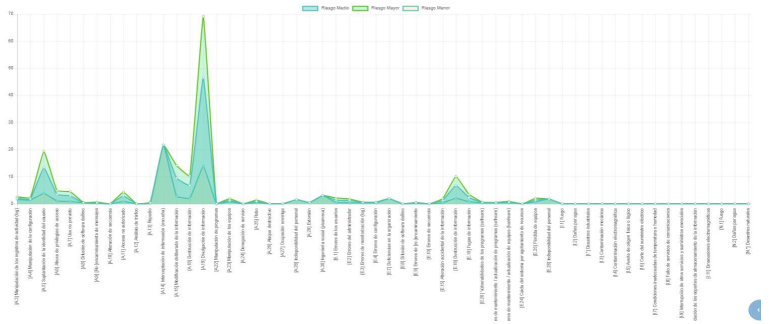 Riesgo Medio Riesgo Mayor Riesgo Menor
70
60
50
40
30
20
10
0
[A.3] Manipulación de los registros de actividad (log)
[A.4] Manipulación de la configuración
[A.5] Suplantación de la identidad del usuario
[A.6] Abuso de privilegios de acceso
[A.7] Uso no previsto
[A.8] Difusión de software dañino
[A.9] [Re-]encaminamiento de mensajes
[A.10] Alteración de secuencia
[A.11] Acceso no autorizado
[A.12] Análisis de tráfico
[A.13] Repudio
[A.14] Interceptación de información (escucha)
[A.15] Modificación deliberada de la información
[A.18] Destrucción de información
[A.19] Divulgación de información
[A.22] Manipulación de programas
[A.23] Manipulación de los equipos
[A.24] Denegación de servicio
[A.25] Robo
[A.26] Ataque destructivo
[A.27] Ocupación enemiga
[A.28] Indisponibilidad del personal
[A.29] Extorsión
[A.30] Ingeniería social (picaresca)
[E.1] Errores de los usuarios
[E.2] Errores del administrador
[E.3] Errores de monitorización (log)
[E.4] Errores de configuración
[E.7] Deficiencias en la organización
[E.8] Difusión de software dañino
[E.9] Errores de [re-]encaminamiento
[E.10] Errores de secuencia
[E.15] Alteración accidental de la información
[E.18] Destrucción de información
[E.19] Fugas de información
[E.20] Vulnerabilidades de los programas (software)
es de mantenimiento / actualización de programas (software)
ores de mantenimiento / actualización de equipos (hardware)
[E.24] Caída del sistema por agotamiento de recursos
[E.25] Pérdida de equipos
[E.28] Indisponibilidad del personal
[I.1] Fuego
[I.2] Daños por agua
[I.*] Desastres industriales
[I.3] Contaminación mecánica
[I.4] Contaminación electromagnética
[I.5] Avería de origen físico o lógico
[I.6] Corte del suministro eléctrico
[I.7] Condiciones inadecuadas de temperatura o humedad
[I.8] Fallo de servicios de comunicaciones
[I.9] Interrupción de otros servicios y suministros esenciales
dación de los soportes de almacenamiento de la información
[I.11] Emanaciones electromagnéticas
[N.1] Fuego
[N.2] Daños por agua
[N.*] Desastres naturales